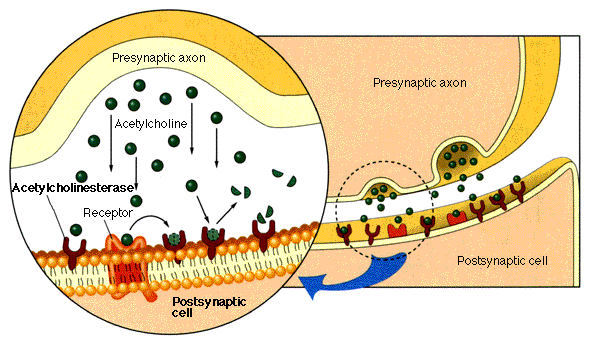 Presynaptic axon
Acetylcholine
Acetylcholinesterase
Receptor
Postsynaptic
cell
Presynaptic axon
Postsynaptic cell